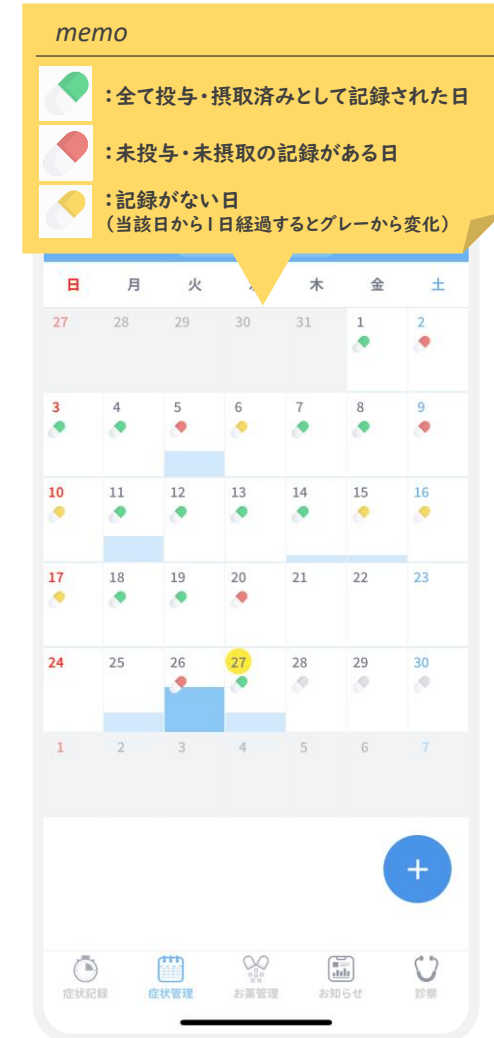 memo
：全て投与・摂取済みとして記録された日
：未投与・未摂取の記録がある日
：記録がない日
（当該日から1日経過するとグレーから変化）
日 月 火 木 金 土
27 28 29 30 31 1 2
3 4 5 6 7 8 9
10 11 12 13 14 15 16
17 18 19 20 21 22 23
24 25 26 27 28 29 30
1 2 3 4 5 6 7
+
症状記録 症状管理 お薬管理 お知らせ 診察